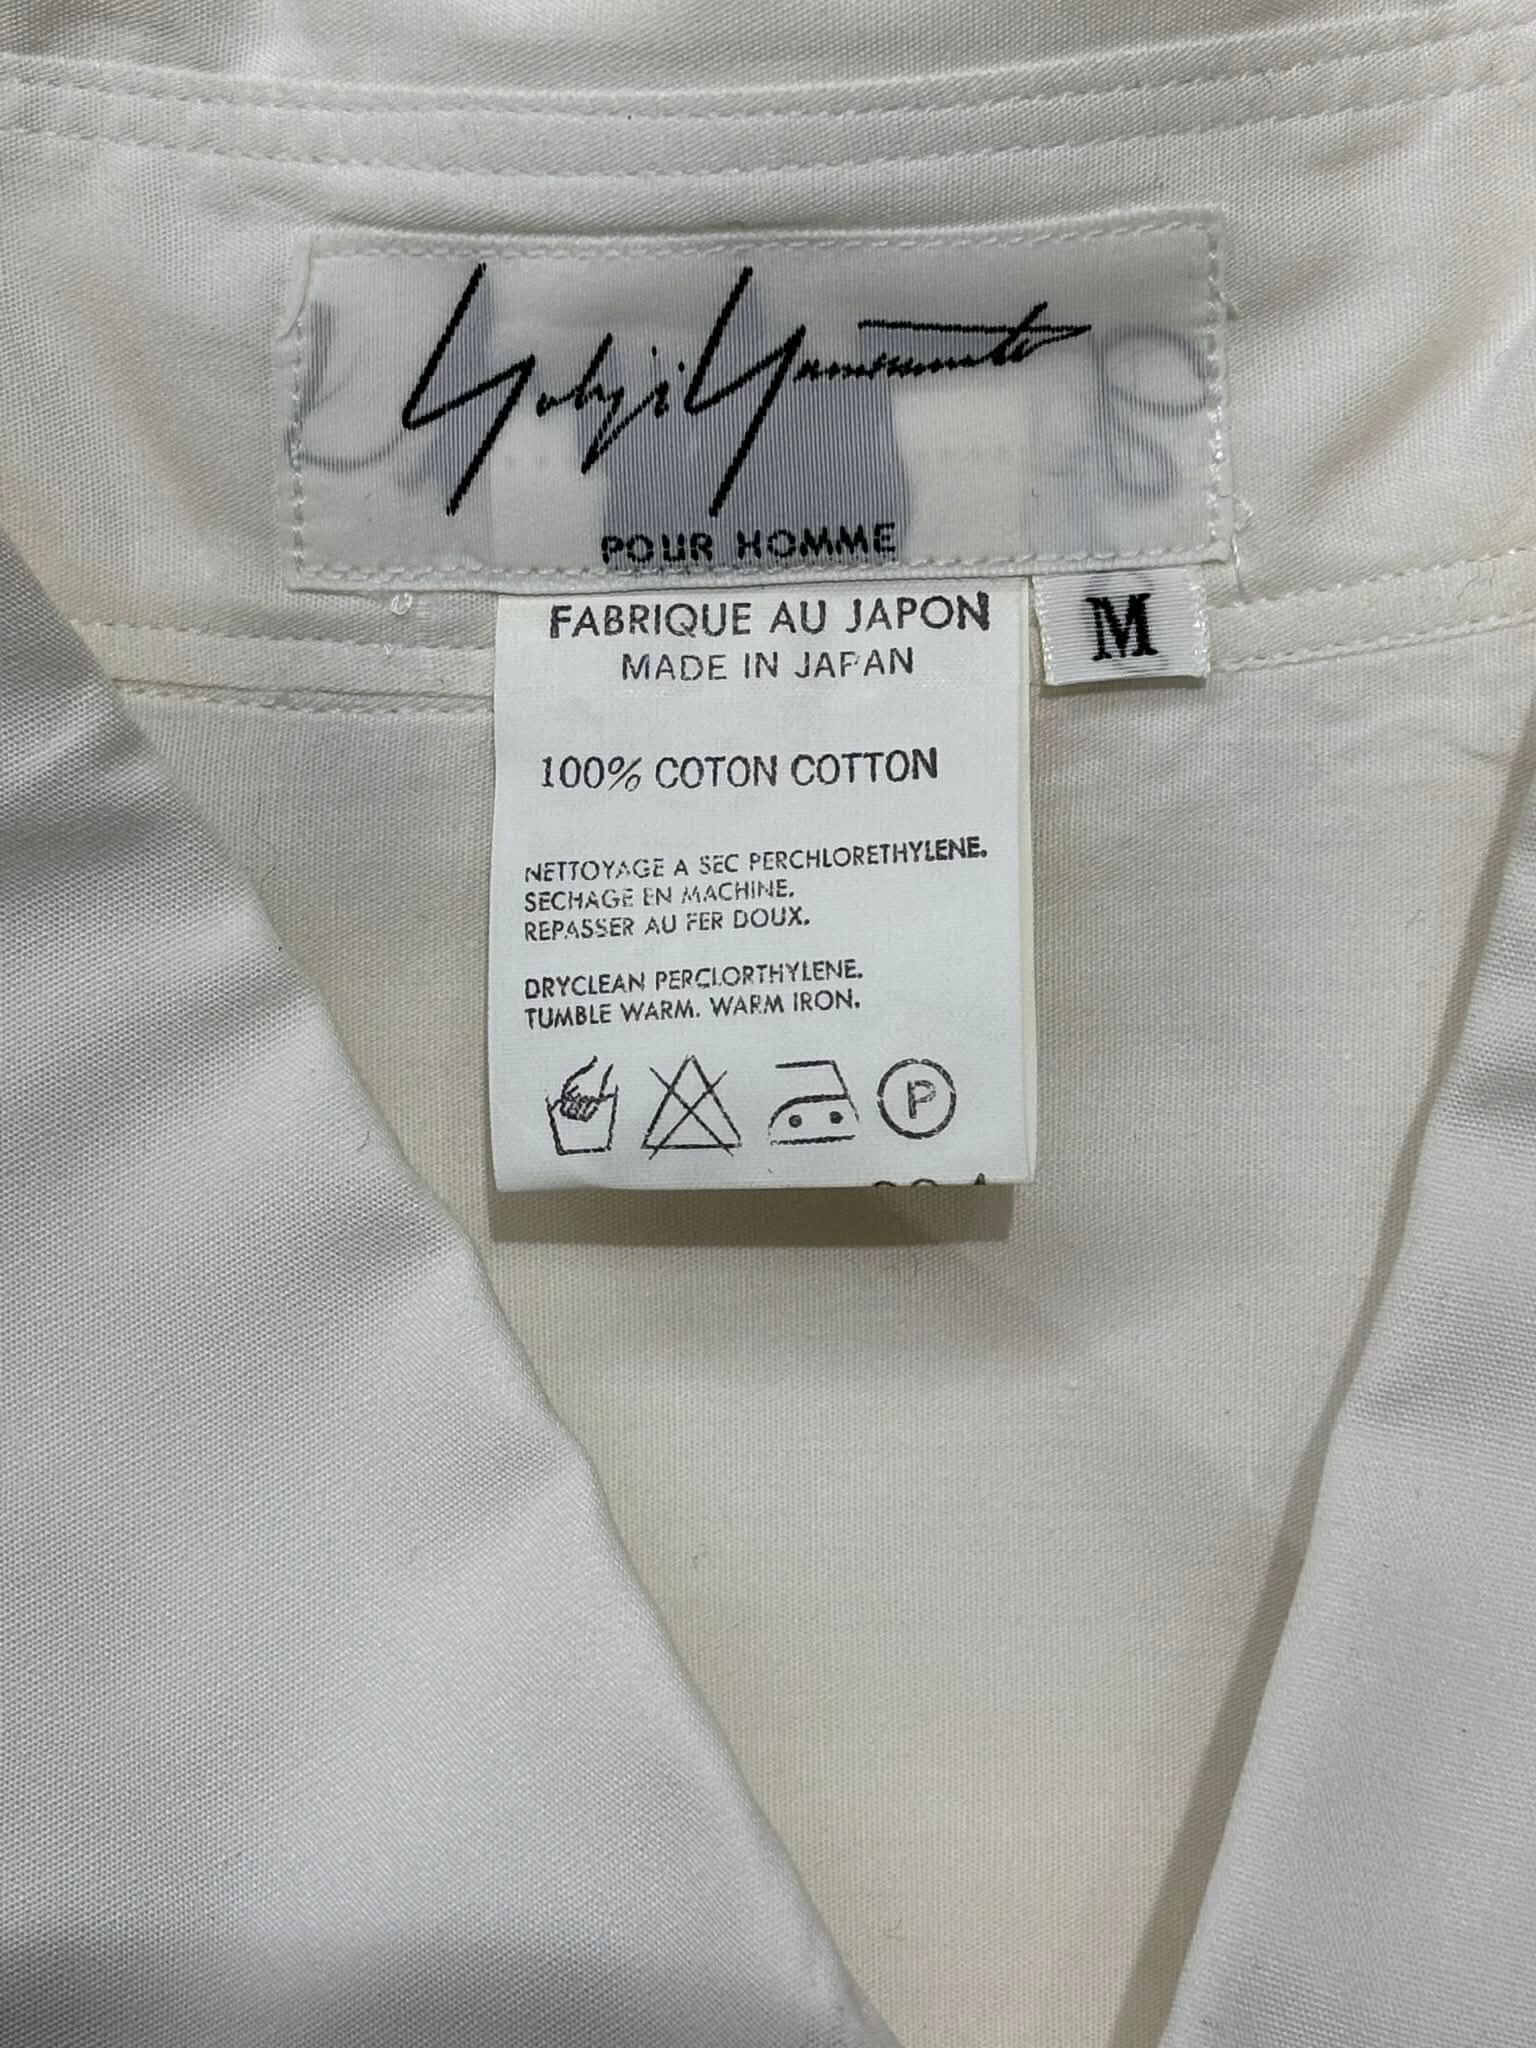 Yohji Yamamoto
POUR HOMME
M
FABRIQUE AU JAPON
MADE IN JAPAN
100% COTON COTTON
NETTOYAGE A SEC PERCHLORETHYLENE.
SECHAGE EN MACHINE.
REPASSER AU FER DOUX.
DRYCLEAN PERCLORTHYLENE.
TUMBLE WARM. WARM IRON.
P